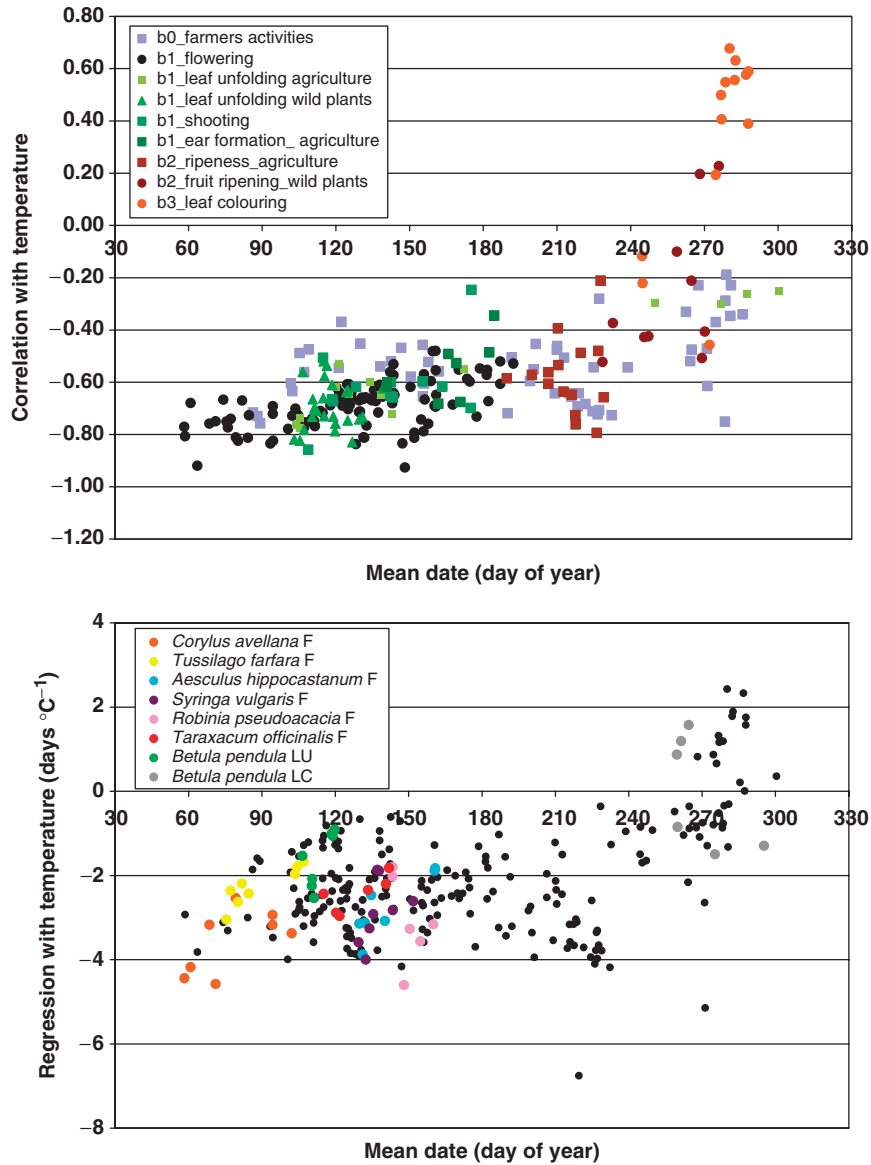 0.80
b0_farmers activities
b1_flowering
b1_leaf unfolding agriculture
b1_leaf unfolding wild plants
b1_shooting
b1_ear formation_ agriculture
b2_ripeness_agriculture
b2_fruit ripening_wild plants
b3_leaf colouring
0.60
0.40
0.20
0.00
30 60 90 120 150 180 210 240 270 300 330
−0.20
−0.40
−0.60
−0.80
−1.00
−1.20
Correlation with temperature
Mean date (day of year)
4
Corylus avellana F
Tussilago farfara F
Aesculus hippocastanum F
Syringa vulgaris F
Robinia pseudoacacia F
Taraxacum officinalis F
Betula pendula LU
Betula pendula LC
2
0
30 60 90 120 150 180 210 240 270 300 330
−2
−4
−6
−8
Regression with temperature (days °C−1)
Mean date (day of year)